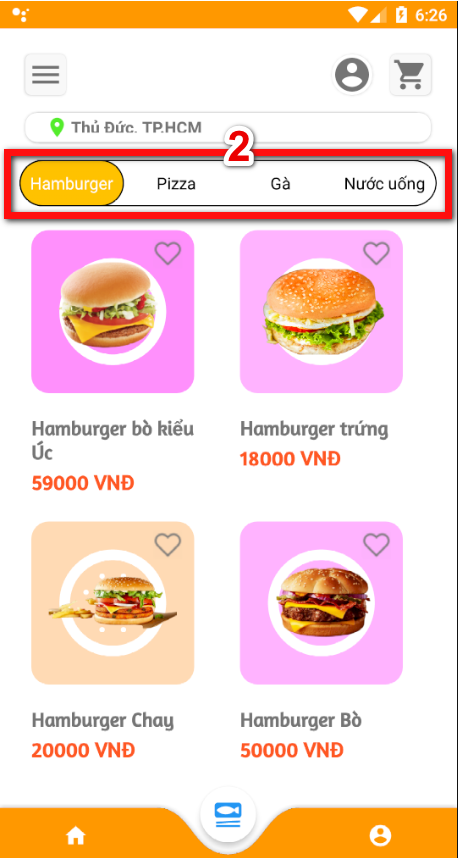 6:26
Thủ Đức. TP.HCM
2
Hamburger Pizza Gà Nước uống
Hamburger bò kiểu
Úc
59000 VNĐ
Hamburger trứng
18000 VNĐ
Hamburger Chay
20000 VNĐ
Hamburger Bò
50000 VNĐ